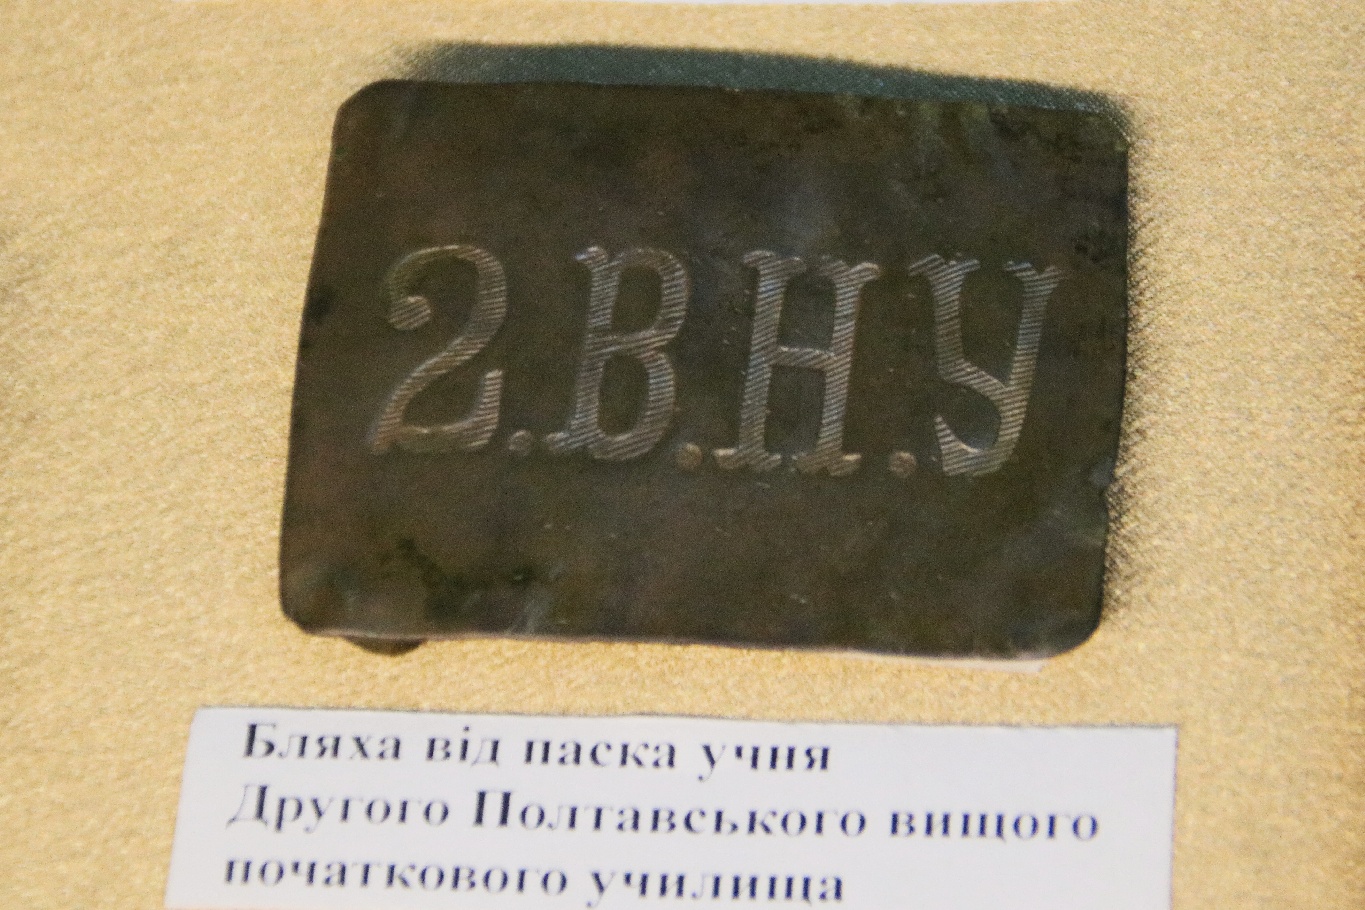 2.В.Н.У
Бляха від паска учня
Другого Полтавського вищого
початкового училища